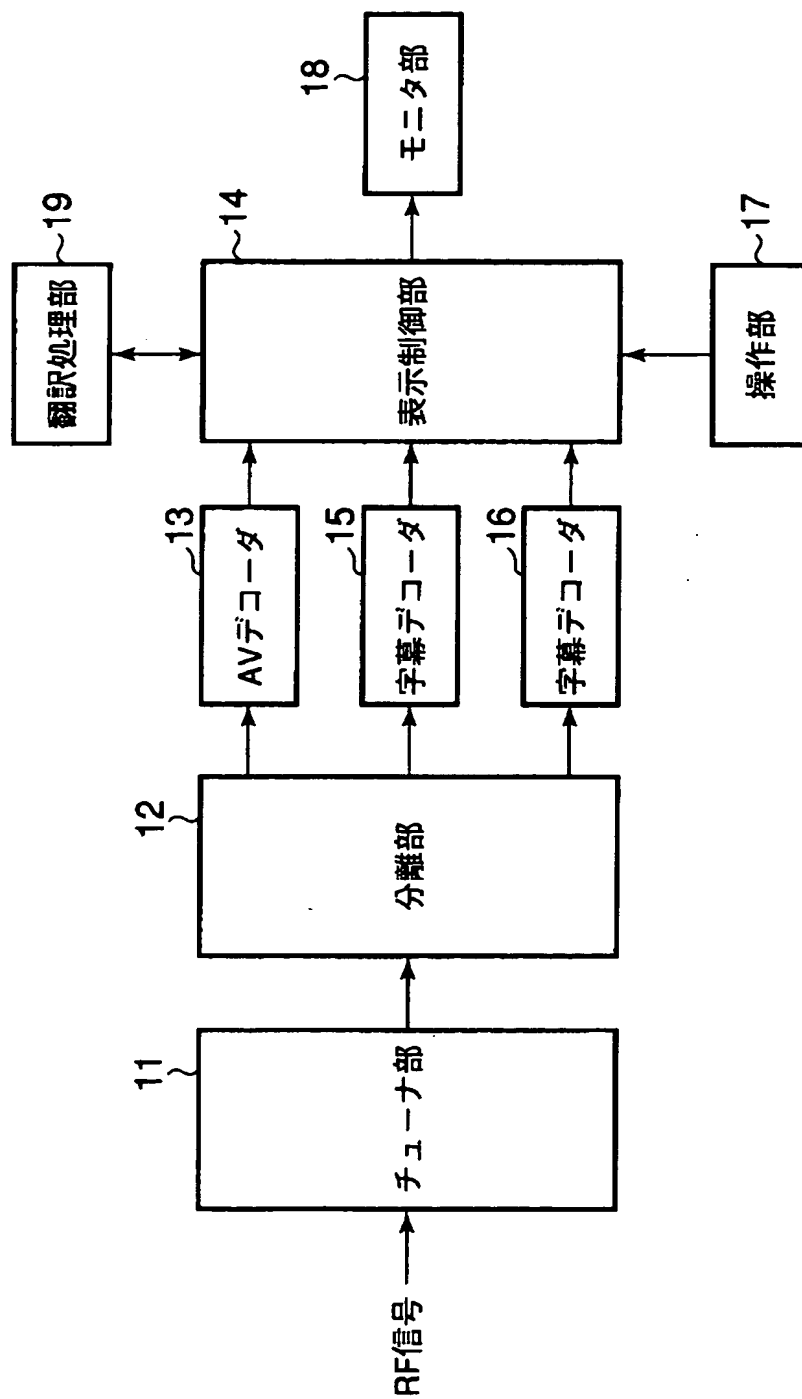 RF信号
11
チューナ部
12
分離部
13
AVデコーダ
15
字幕デコーダ
16
字幕デコーダ
14
表示制御部
19
翻訳処理部
17
操作部
18
モニタ部